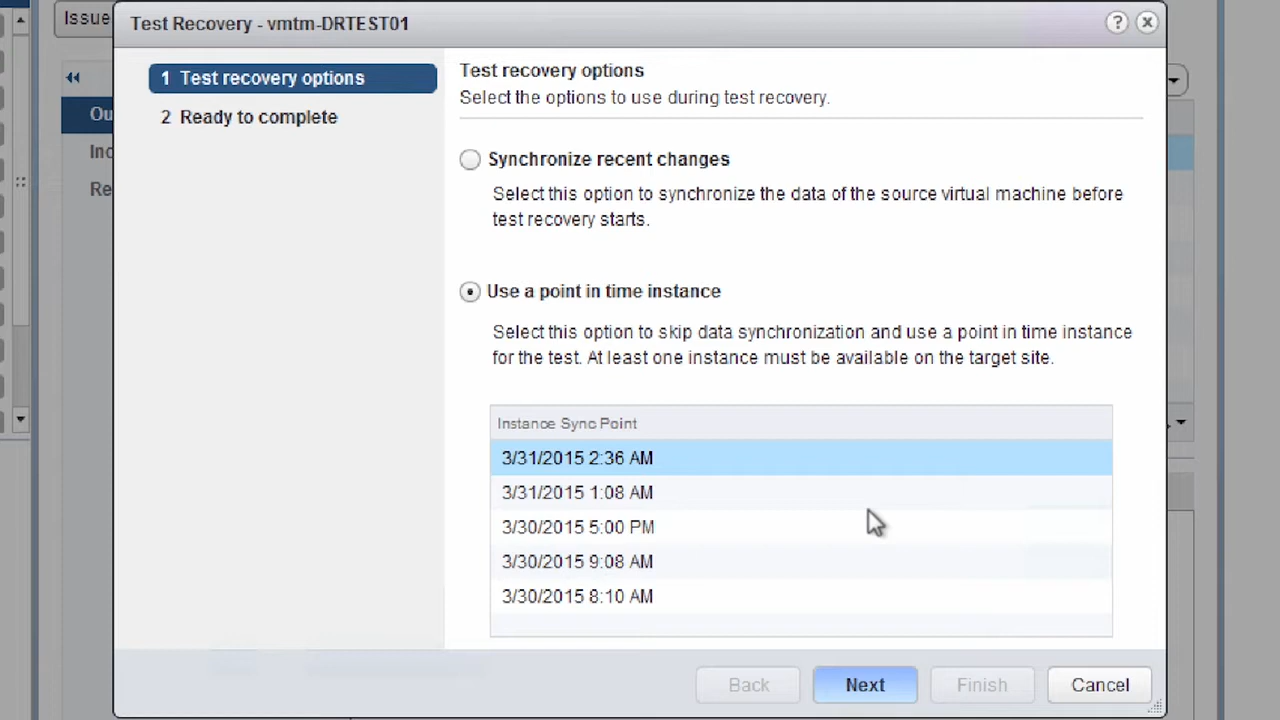 Issue
Test Recovery - vmtm-DRTEST01
?
1 Test recovery options
2 Ready to complete
Ou
Inc
Re
Test recovery options
Select the options to use during test recovery.
Synchronize recent changes
Select this option to synchronize the data of the source virtual machine before
test recovery starts.
Use a point in time instance
Select this option to skip data synchronization and use a point in time instance
for the test. At least one instance must be available on the target site.
Instance Sync Point
3/31/2015 2:36 AM
3/31/2015 1:08 AM
3/30/2015 5:00 PM
3/30/2015 9:08 AM
3/30/2015 8:10 AM
Back
Next
Finish
Cancel